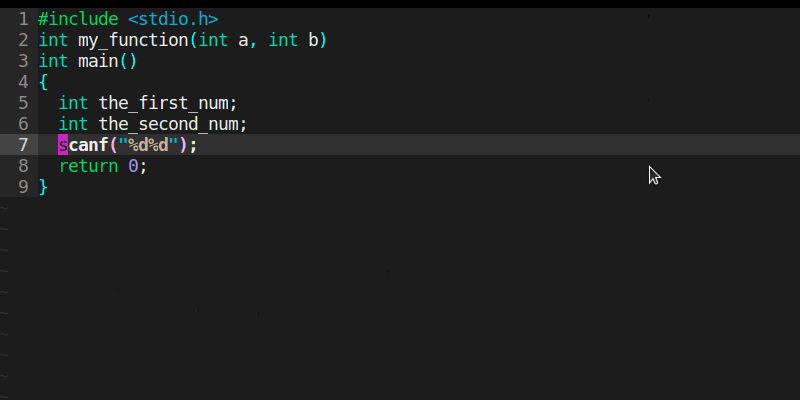 1 #include <stdio.h>
2 int my_function(int a, int b)
3 int main()
4 {
5   int the_first_num;
6   int the_second_num;
7   scanf("%d%d");
8   return 0;
9 }
~
~
~
~
~
~
~
~
~
~